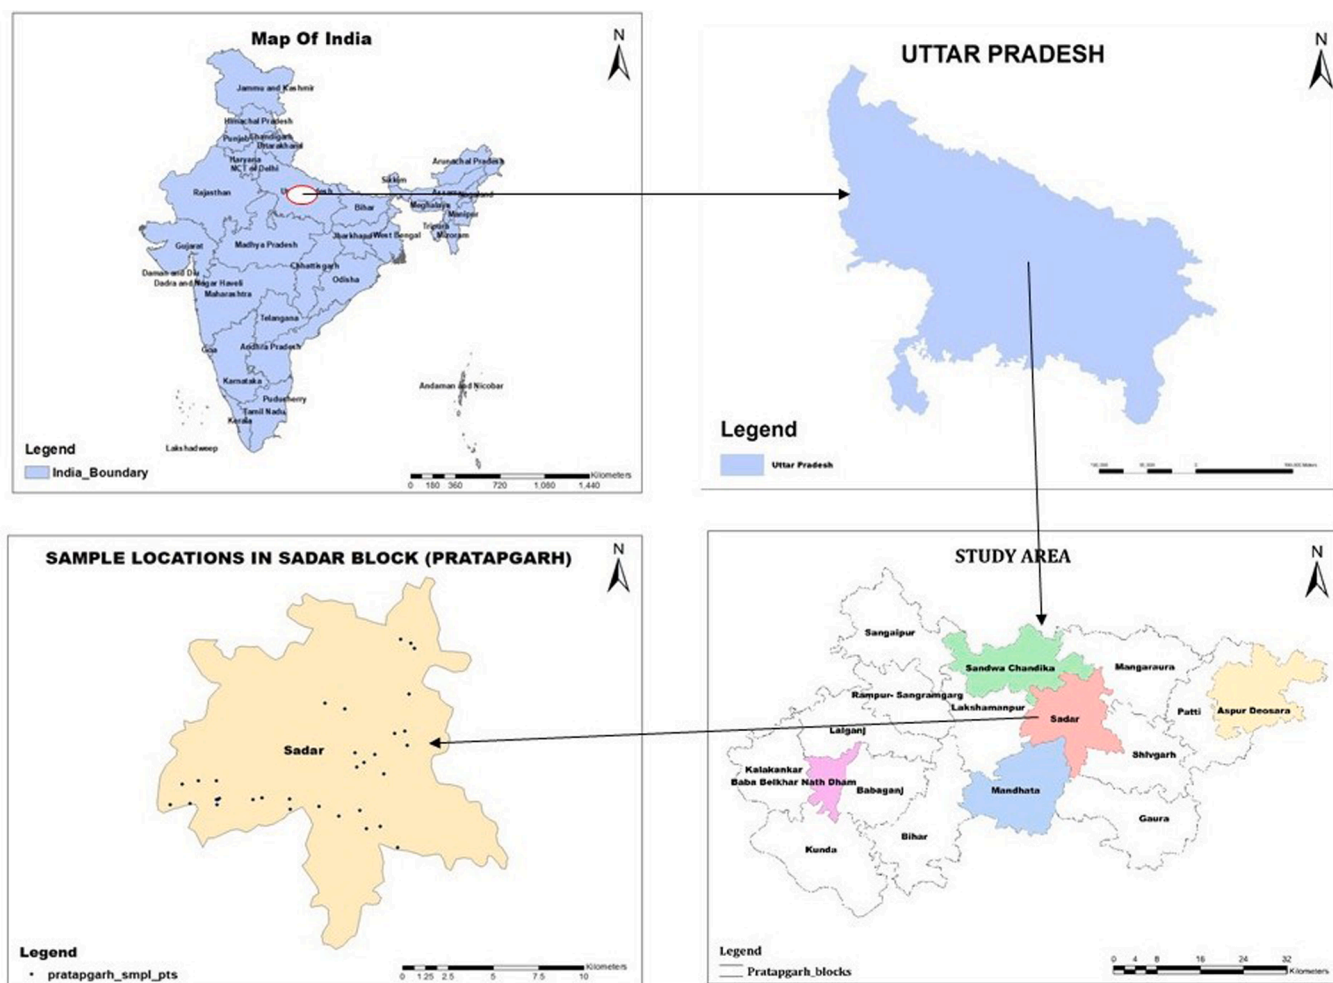 Map Of India
N
Jammu and Kashmir
Himachal Pradesh
Punjab
Chandigarh
Uttarakhand
Haryana
NCT of Delhi
Arunachal Pradesh
Sikkim
Rajasthan
Bihar
Meghalaya
Manipur
Tripura
Mizoram
Jharkhand
West Bengal
Gujarat
Madhya Pradesh
Chhattisgarh
Daman and Diu
Dadra and Nagar Haveli
Odisha
Maharashtra
Telangana
Goa
Andhra Pradesh
Karnataka
Andaman and Nicobar
Puducherry
Tamil Nadu
Kerala
Lakshadweep
Legend
India_Boundary
Kilometers
0 180 360 720 1,080 1,440
UTTAR PRADESH
N
Legend
Uttar Pradesh
SAMPLE LOCATIONS IN SADAR BLOCK (PRATAPGARH)
N
Sadar
Legend
pratapgarh_smpl_pts
Kilometers
0 1.25 2.5 5 7.5 10
STUDY AREA
N
Sangaipur
Sandwa Chandika
Mangaraura
Rampur- Sangramgarg
Lakshamanpur
Sadar
Patti
Aspur Deosara
Lalganj
Shivgarh
Kalakankar
Baba Belkhar Nath Dham
Babaganj
Mandhata
Gaura
Bihar
Kunda
Legend
Pratapgarh_blocks
0 4 8 16 24 32
Kilometers